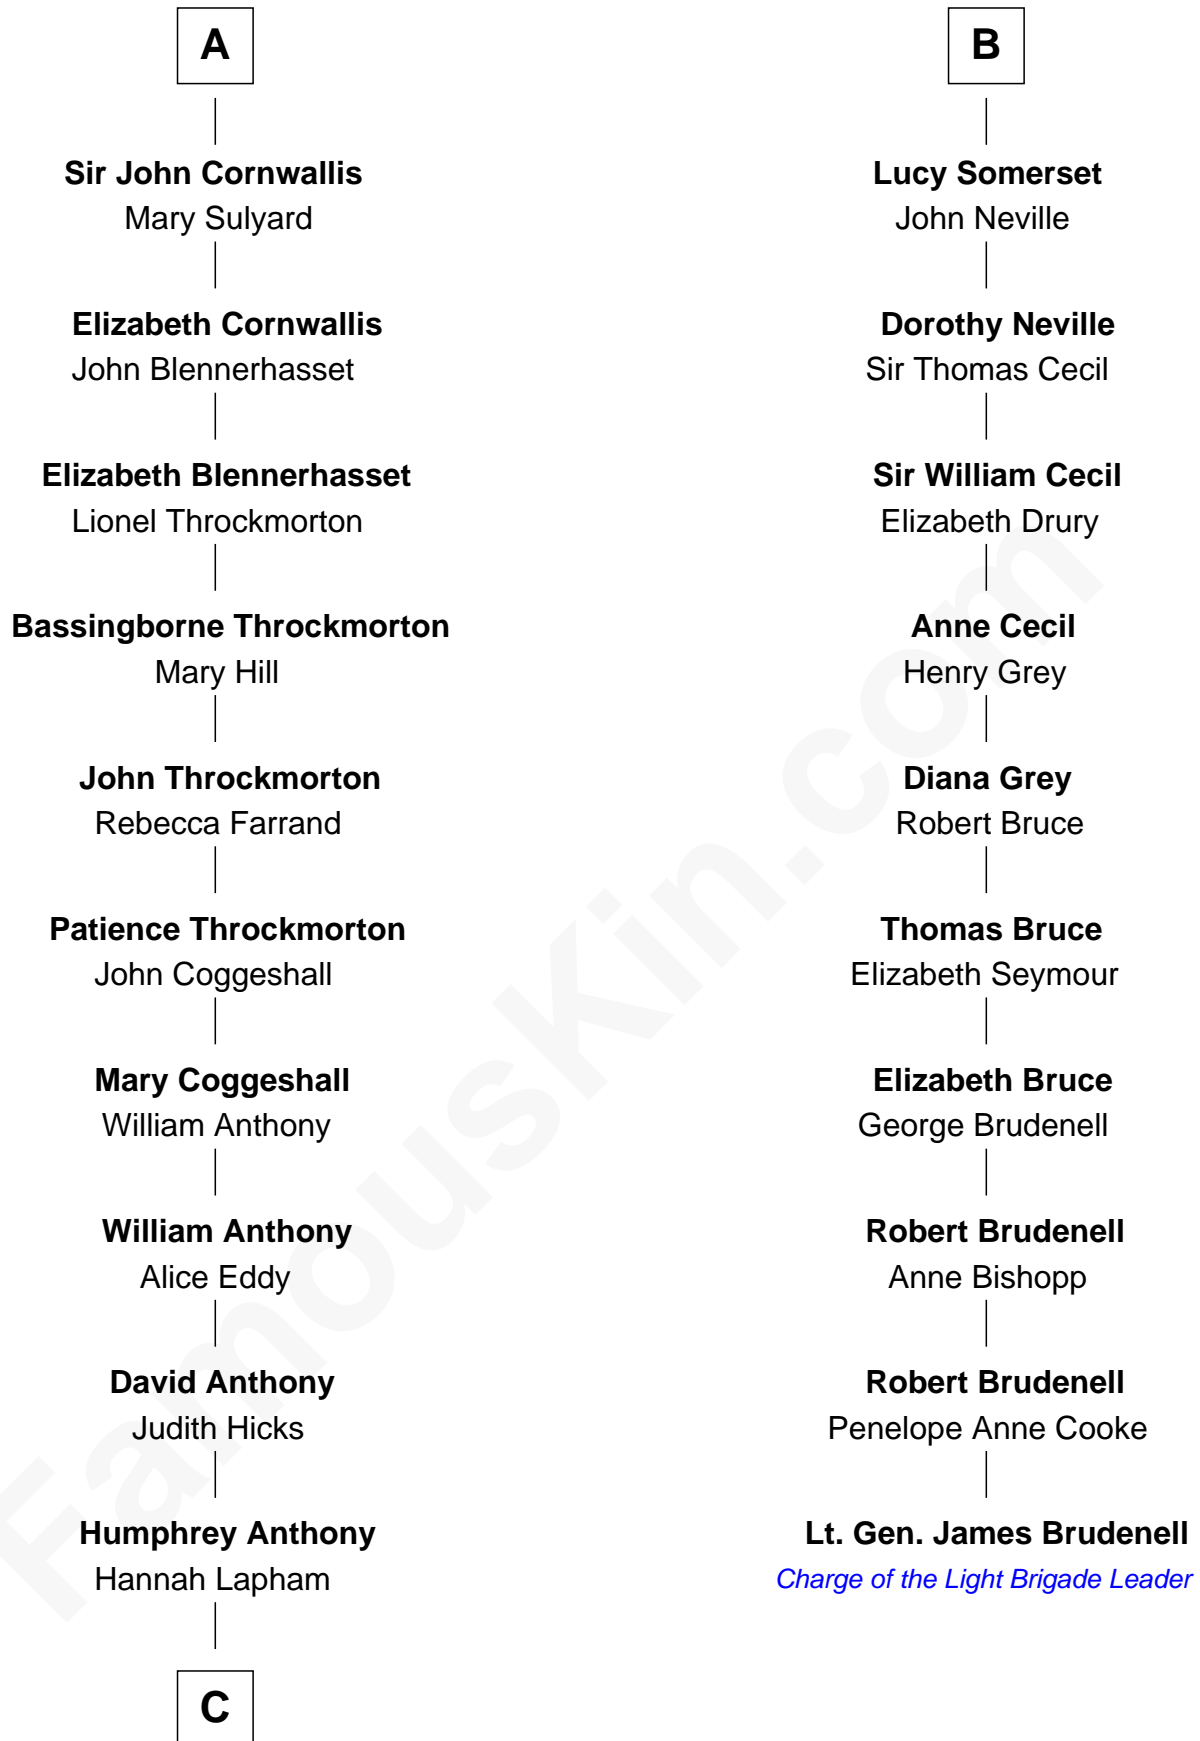 A
Sir John Cornwallis
Mary Sulyard
Elizabeth Cornwallis
John Blennerhasset
Elizabeth Blennerhasset
Lionel Throckmorton
Bassingborne Throckmorton
Mary Hill
John Throckmorton
Rebecca Farrand
Patience Throckmorton
John Coggeshall
Mary Coggeshall
William Anthony
William Anthony
Alice Eddy
David Anthony
Judith Hicks
Humphrey Anthony
Hannah Lapham
C
B
Lucy Somerset
John Neville
Dorothy Neville
Sir Thomas Cecil
Sir William Cecil
Elizabeth Drury
Anne Cecil
Henry Grey
Diana Grey
Robert Bruce
Thomas Bruce
Elizabeth Seymour
Elizabeth Bruce
George Brudenell
Robert Brudenell
Anne Bishopp
Robert Brudenell
Penelope Anne Cooke
Lt. Gen. James Brudenell
Charge of the Light Brigade Leader
FamousKin.com